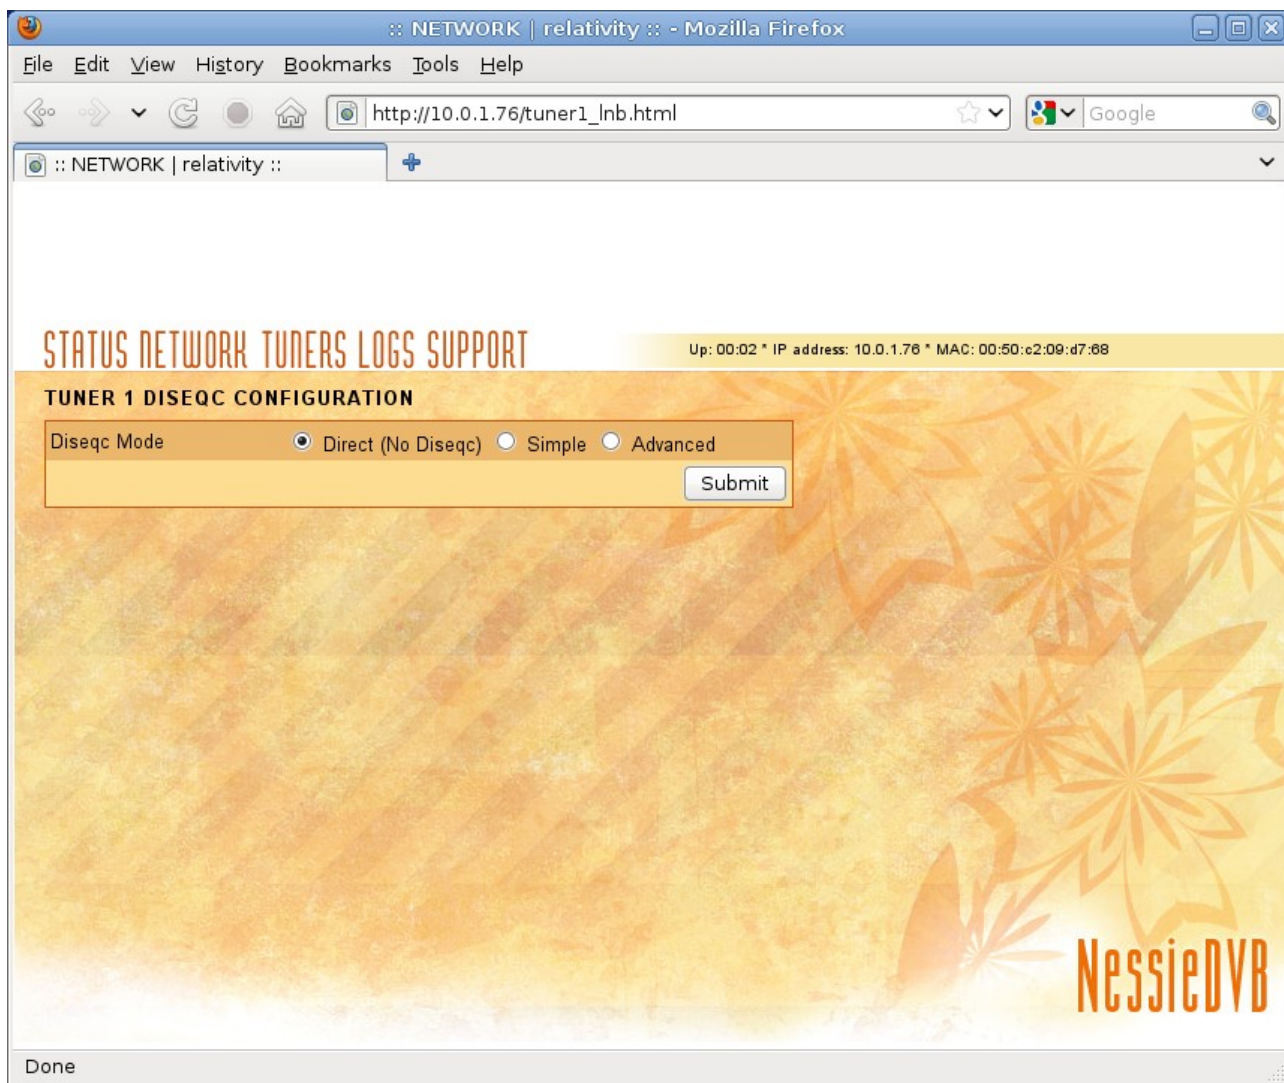 :: NETWORK | relativity :: - Mozilla Firefox
File Edit View History Bookmarks Tools Help
http://10.0.1.76/tuner1_lnb.html Google
:: NETWORK | relativity ::
STATUS NETWORK TUNERS LOGS SUPPORT
Up: 00:02 * IP address: 10.0.1.76 * MAC: 00:50:c2:09:d7:68
TUNER 1 DISEQC CONFIGURATION
Diseqc Mode Direct (No Diseqc) Simple Advanced
Submit
NessieDVB
Done